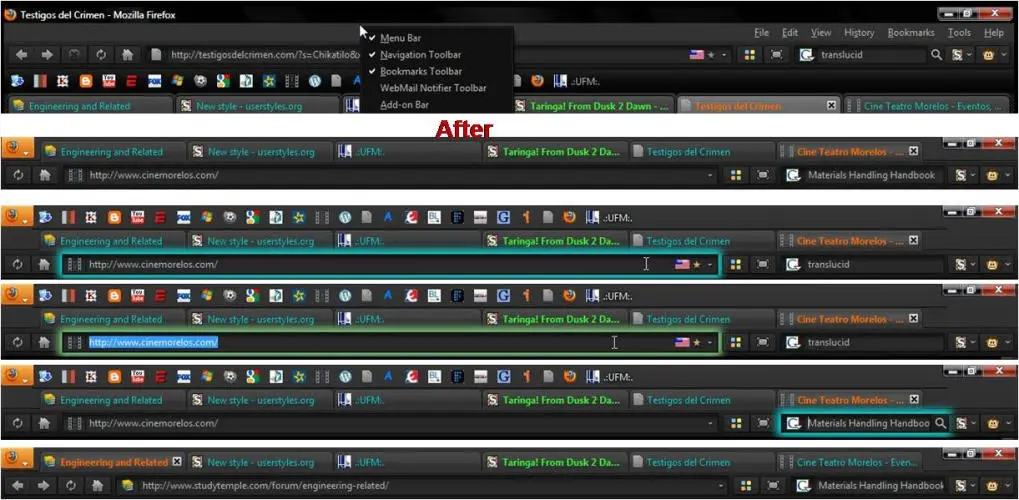 Testigos del Crimen - Mozilla Firefox
File Edit View History Bookmarks Tools Help
Menu Bar
Navigation Toolbar
Bookmarks Toolbar
WebMail Notifier Toolbar
Add-on Bar
http://testigosdelcrimen.com/?s=Chikatilo&x translucid
.:UFM:.
Engineering and Related New style - userstyles.org Taringa! From Dusk 2 Dawn - ... Testigos del Crimen Cine Teatro Morelos - Eventos, ...
After
Engineering and Related New style - userstyles.org .:UFM:. Taringa! From Dusk 2 Da... Testigos del Crimen Cine Teatro Morelos - ...
http://www.cinemorelos.com/ Materials Handling Handbook
.:UFM:.
Engineering and Related New style - userstyles.org .:UFM:. Taringa! From Dusk 2 Da... Testigos del Crimen Cine Teatro Morelos - ...
http://www.cinemorelos.com/ translucid
.:UFM:.
Engineering and Related New style - userstyles.org .:UFM:. Taringa! From Dusk 2 Da... Testigos del Crimen Cine Teatro Morelos - ...
http://www.cinemorelos.com/ translucid
.:UFM:.
Engineering and Related New style - userstyles.org .:UFM:. Taringa! From Dusk 2 Da... Testigos del Crimen Cine Teatro Morelos - ...
http://www.cinemorelos.com/ Materials Handling Handboo
Engineering and Related New style - userstyles.org .:UFM:. Taringa! From Dusk 2 Da... Testigos del Crimen Cine Teatro Morelos - Even...
http://www.studytemple.com/forum/engineering-related/ Materials Handling Handbook